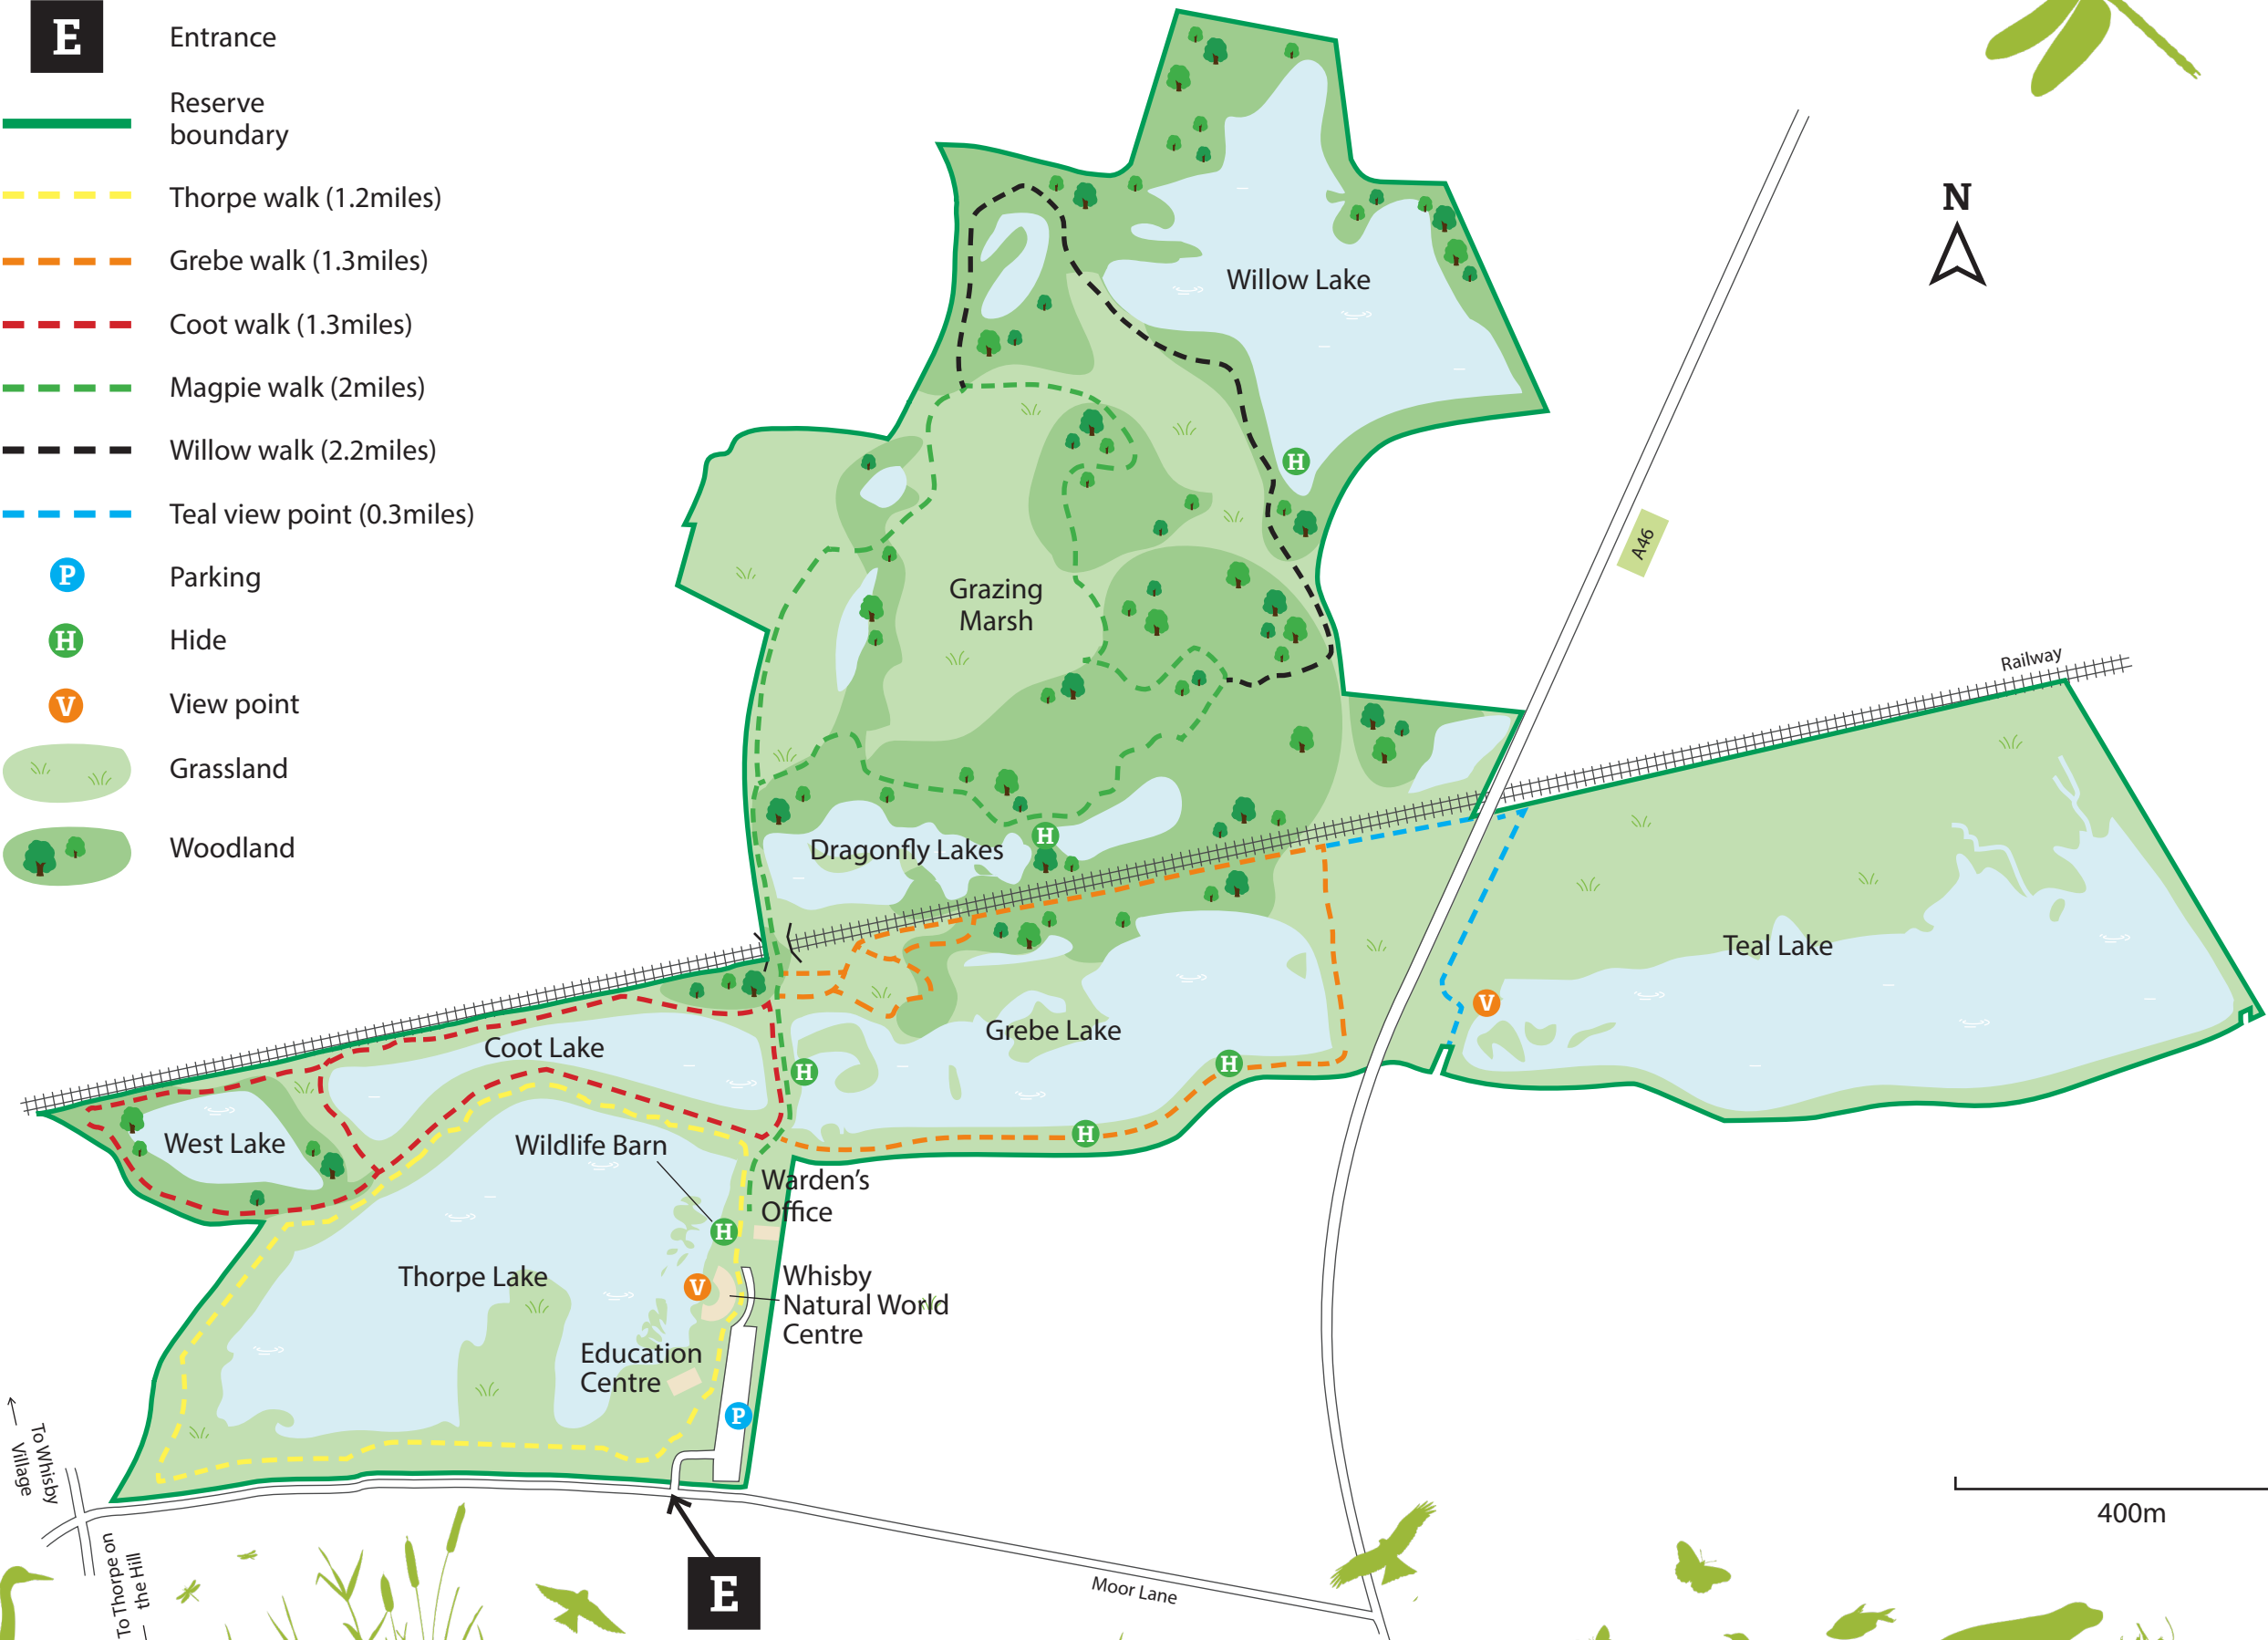 E
Entrance
Reserve
boundary
Thorpe walk (1.2miles)
Grebe walk (1.3miles)
Coot walk (1.3miles)
Magpie walk (2miles)
Willow walk (2.2miles)
Teal view point (0.3miles)
P
Parking
H
Hide
V
View point
Grassland
Woodland
N
Willow Lake
H
A46
Grazing
Marsh
Railway
H
Dragonfly Lakes
Teal Lake
V
Grebe Lake
Coot Lake
H
H
H
West Lake
Wildlife Barn
Warden's
Office
H
Thorpe Lake
V
Whisby
Natural World
Centre
Education
Centre
P
To Whisby
Village
To Thorpe on
the Hill
E
Moor Lane
400m